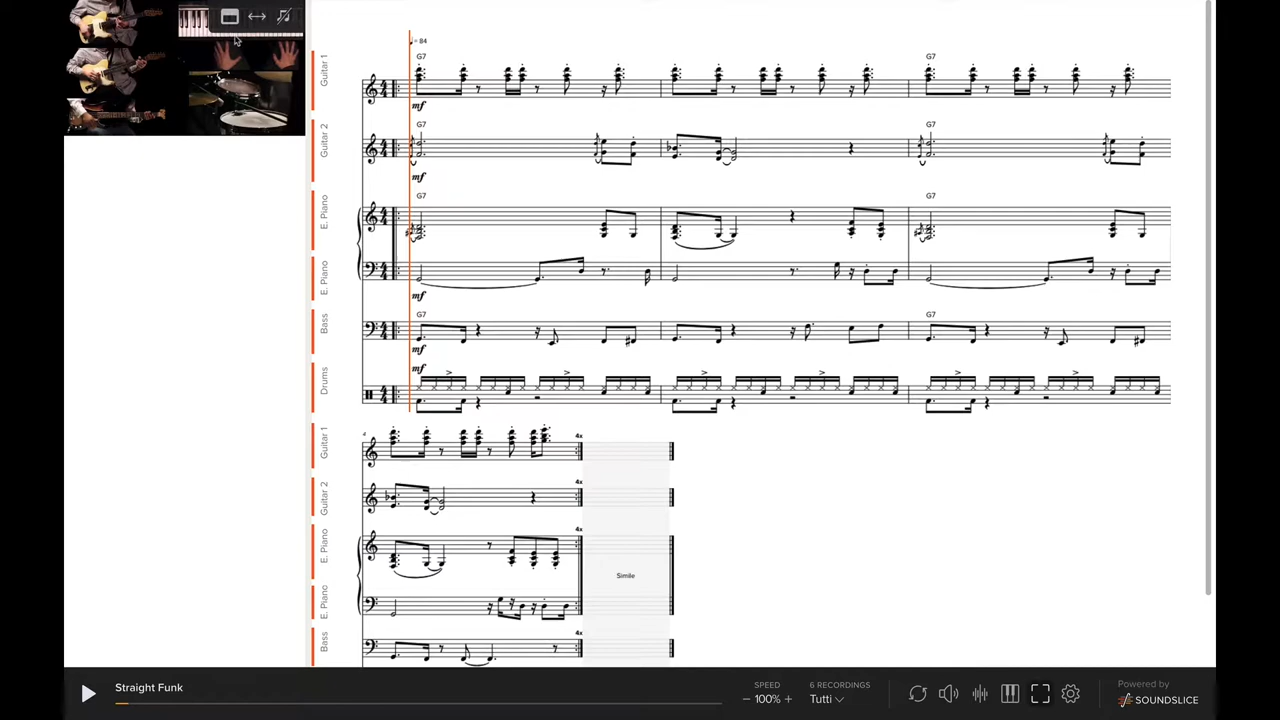 = 84
G7 G7
Guitar 1
mf
G7 G7
Guitar 2
mf
G7 G7
E. Piano
E. Piano
mf
G7 G7
Bass
mf
mf
Drums
4
4x
Guitar 1
4x
Guitar 2
4x
E. Piano
Simile
E. Piano
4x
Bass
Straight Funk
SPEED
− 100% +
6 RECORDINGS
Tutti
Powered by
SOUNDSLICE